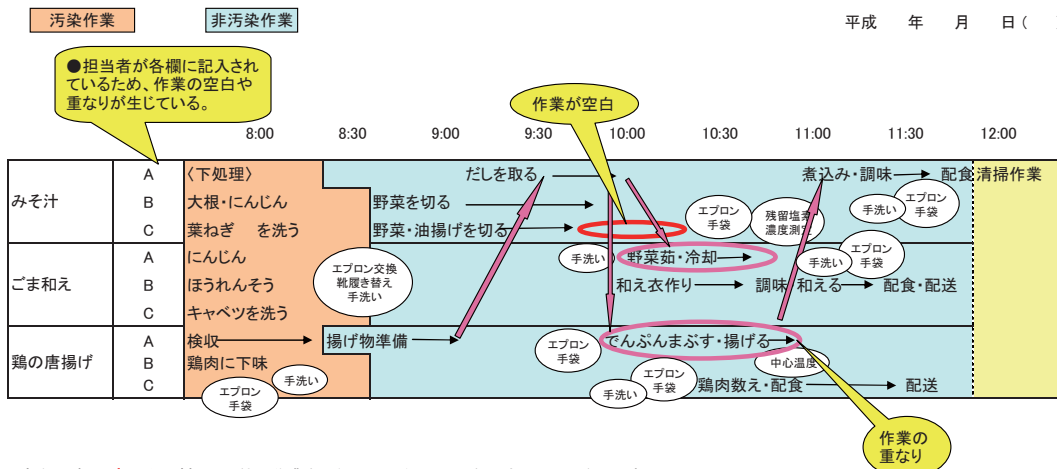 汚染作業
非汚染作業
平成 年 月 日(
●担当者が各欄に記入され
ているため、作業の空白や
重なりが生じている。
作業が空白
8:00 8:30 9:00 9:30 10:00 10:30 11:00 11:30 12:00
みそ汁
A 〈下処理〉 だしを取る 煮込み・調味 配食 清掃作業
B 大根・にんじん 野菜を切る
エプロン
手袋
残留塩素
濃度測定
手洗い
エプロン
手袋
C 葉ねぎ を洗う 野菜・油揚げを切る
ごま和え
A にんじん 手洗い 野菜茹・冷却 手洗い
エプロン
手袋
エプロン交換
靴履き替え
手洗い
B ほうれんそう 和え衣作り 調味 和える 配食・配送
C キャベツを洗う
鶏の唐揚げ
A 検収 揚げ物準備 でんぷんまぶす・揚げる
エプロン
手袋
B 鶏肉に下味 中心温度
C 鶏肉数え・配食 配送
エプロン
手袋
手洗い
手洗い
エプロン
手袋
作業の
重なり